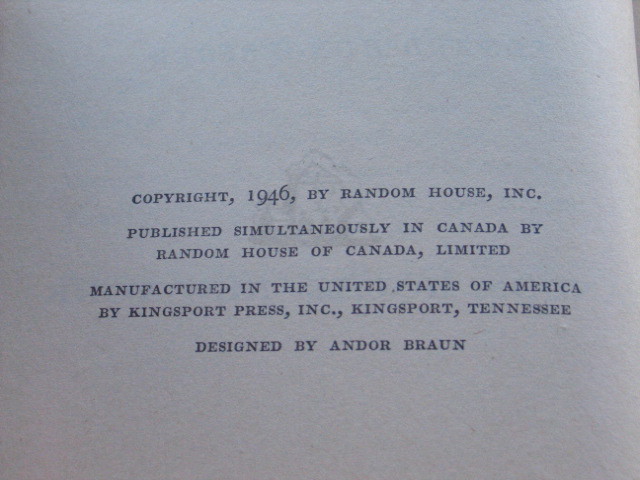 COPYRIGHT, 1946, BY RANDOM HOUSE, INC.
PUBLISHED SIMULTANEOUSLY IN CANADA BY
RANDOM HOUSE OF CANADA, LIMITED
MANUFACTURED IN THE UNITED STATES OF AMERICA
BY KINGSPORT PRESS, INC., KINGSPORT, TENNESSEE
DESIGNED BY ANDOR BRAUN